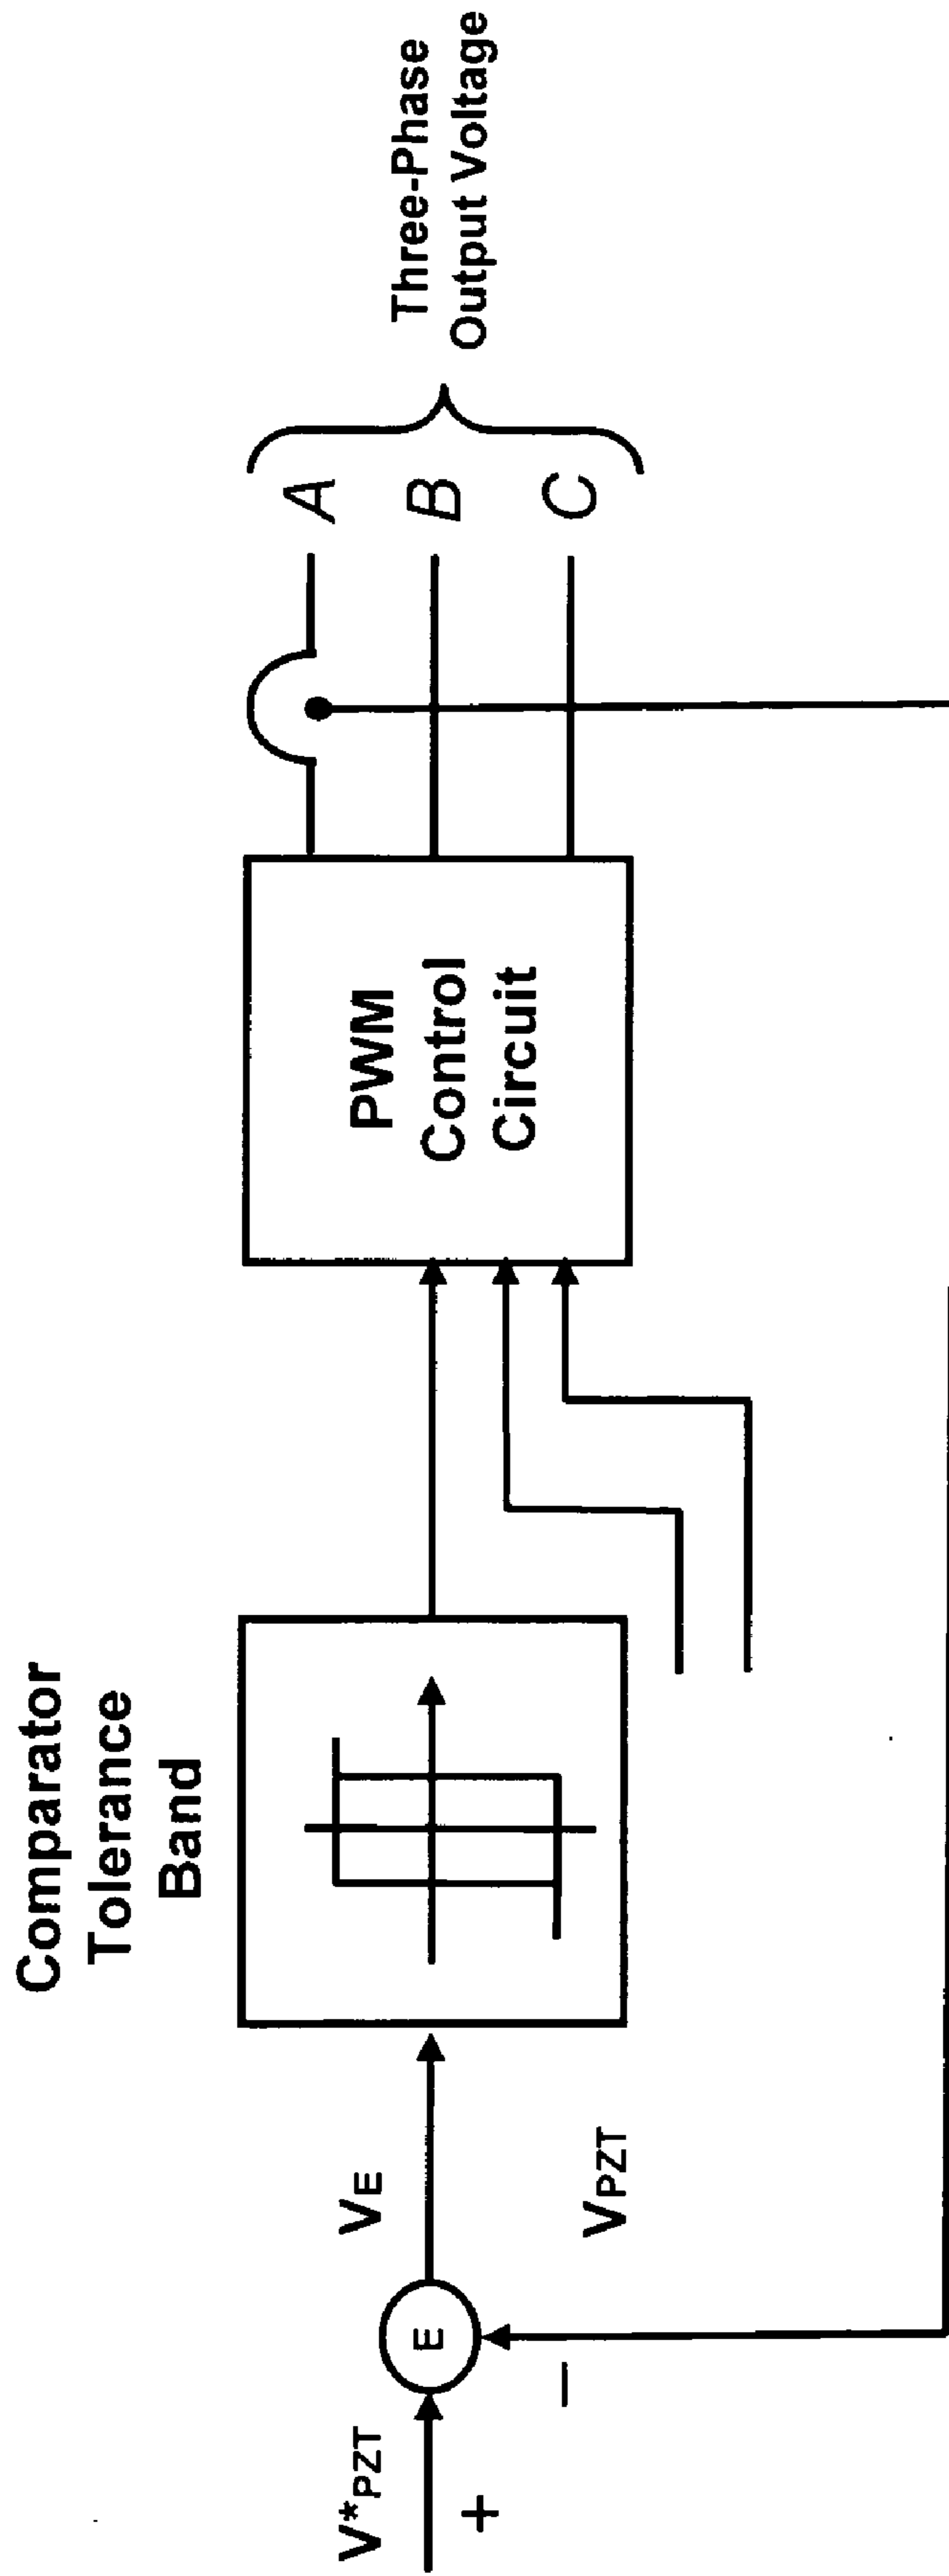 Comparator
Tolerance
Band
V*PZT
+
E
−
VE
VPZT
PWM
Control
Circuit
A
B
C
Three-Phase
Output Voltage